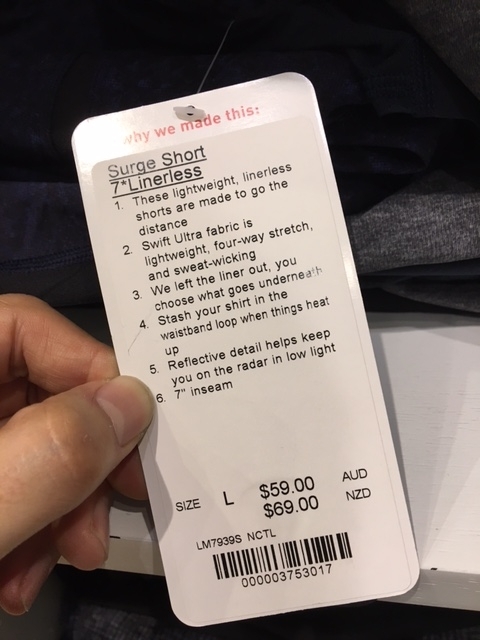 why we made this:
Surge Short
7*Linerless
1. These lightweight, linerless
shorts are made to go the
distance
2. Swift Ultra fabric is
lightweight, four-way stretch,
and sweat-wicking
3. We left the liner out, you
choose what goes underneath
4. Stash your shirt in the
waistband loop when things heat
up
5. Reflective detail helps keep
you on the radar in low light
6. 7" inseam
SIZE L $59.00 AUD
$69.00 NZD
LM7939S NCTL
000003753017